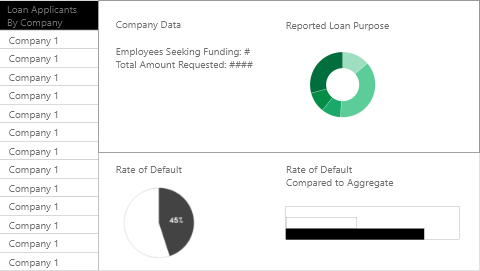 Loan Applicants
By Company
Company 1
Company 1
Company 1
Company 1
Company 1
Company 1
Company 1
Company 1
Company 1
Company 1
Company 1
Company 1
Company 1
Company Data
Employees Seeking Funding: #
Total Amount Requested: ####
Reported Loan Purpose
Rate of Default
45%
Rate of Default
Compared to Aggregate